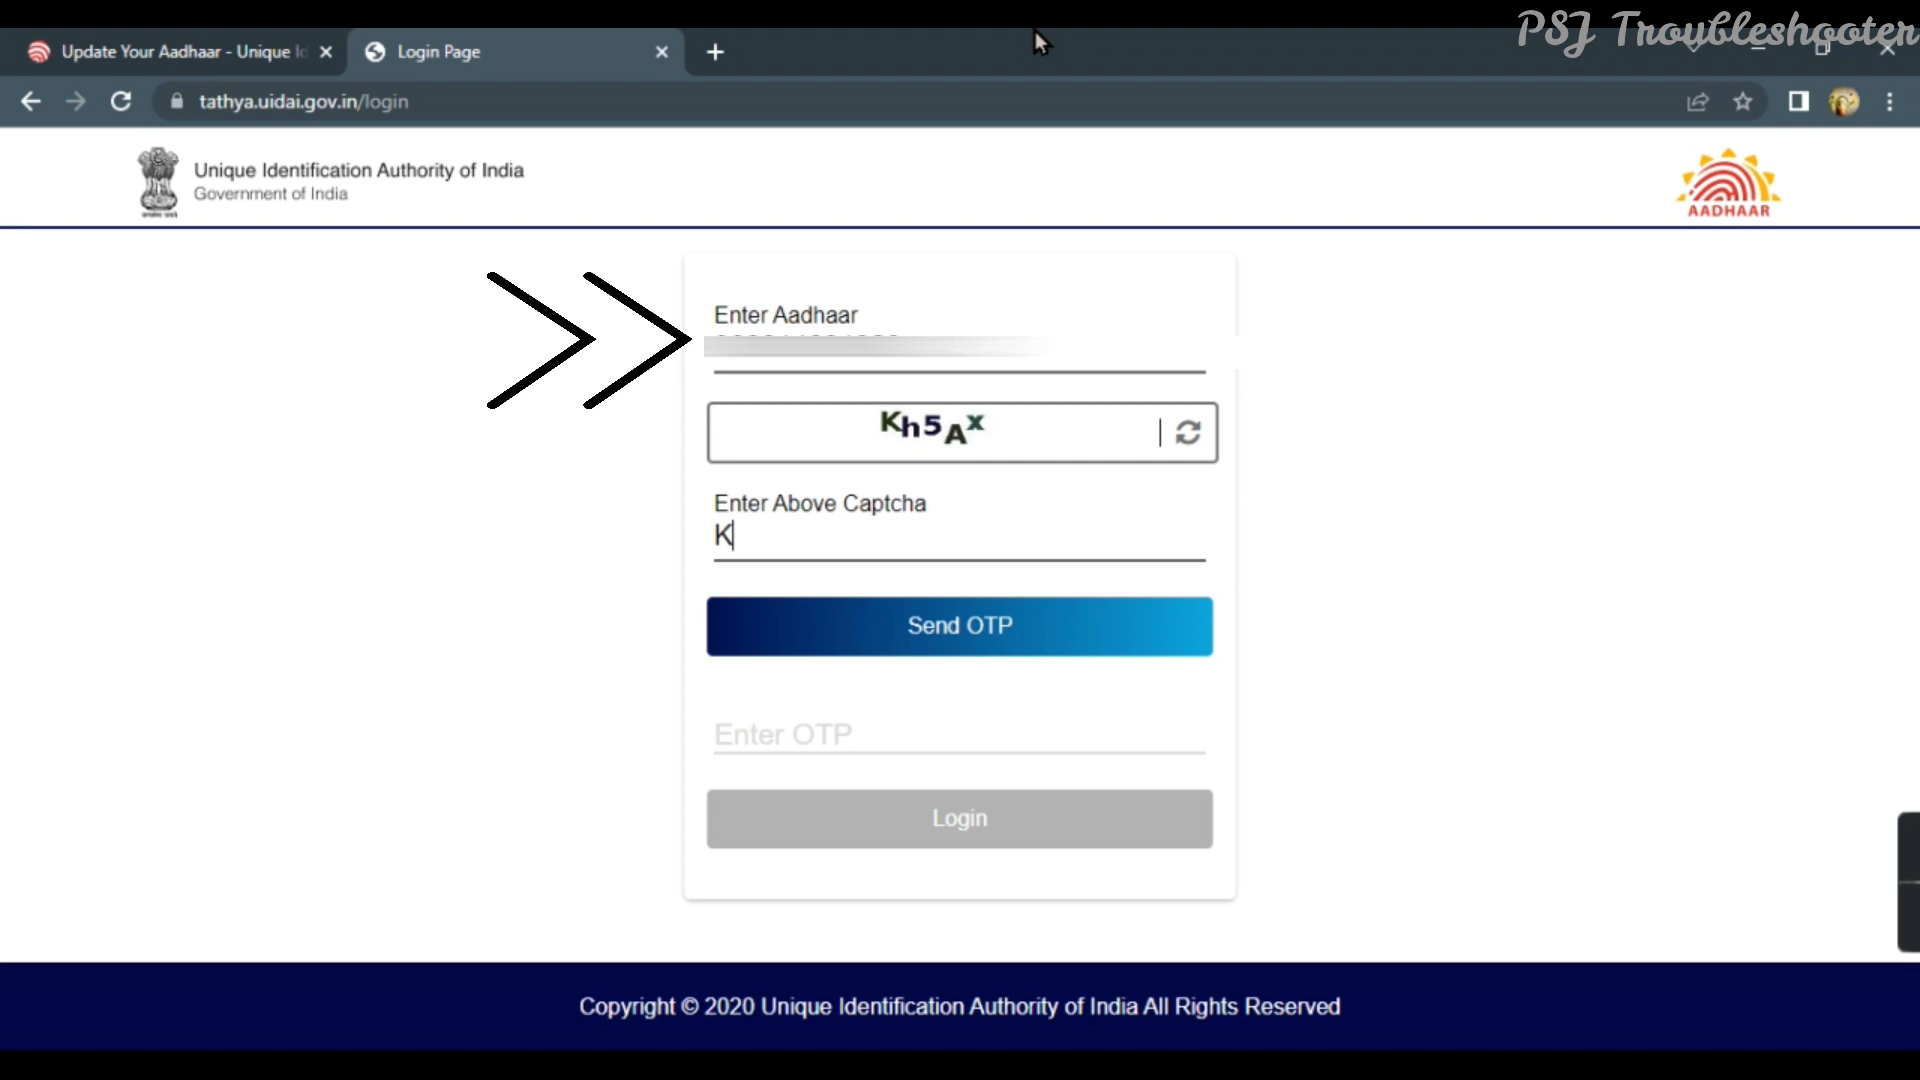 PSJ Troubleshooter
Update Your Aadhaar - Unique Id
Login Page
tathya.uidai.gov.in/login
Unique Identification Authority of India
Government of India
AADHAAR
Enter Aadhaar
Kh5Ax
Enter Above Captcha
K
Send OTP
Enter OTP
Login
Copyright © 2020 Unique Identification Authority of India All Rights Reserved